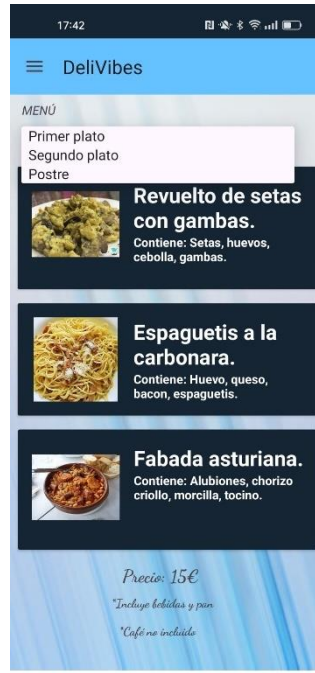 17:42
DeliVibes
MENÚ
Primer plato
Segundo plato
Postre
Revuelto de setas
con gambas.
Contiene: Setas, huevos,
cebolla, gambas.
Espaguetis a la
carbonara.
Contiene: Huevo, queso,
bacon, espaguetis.
Fabada asturiana.
Contiene: Alubiones, chorizo
criollo, morcilla, tocino.
Precio: 15€
*Incluye bebidas y pan
*Café no incluido